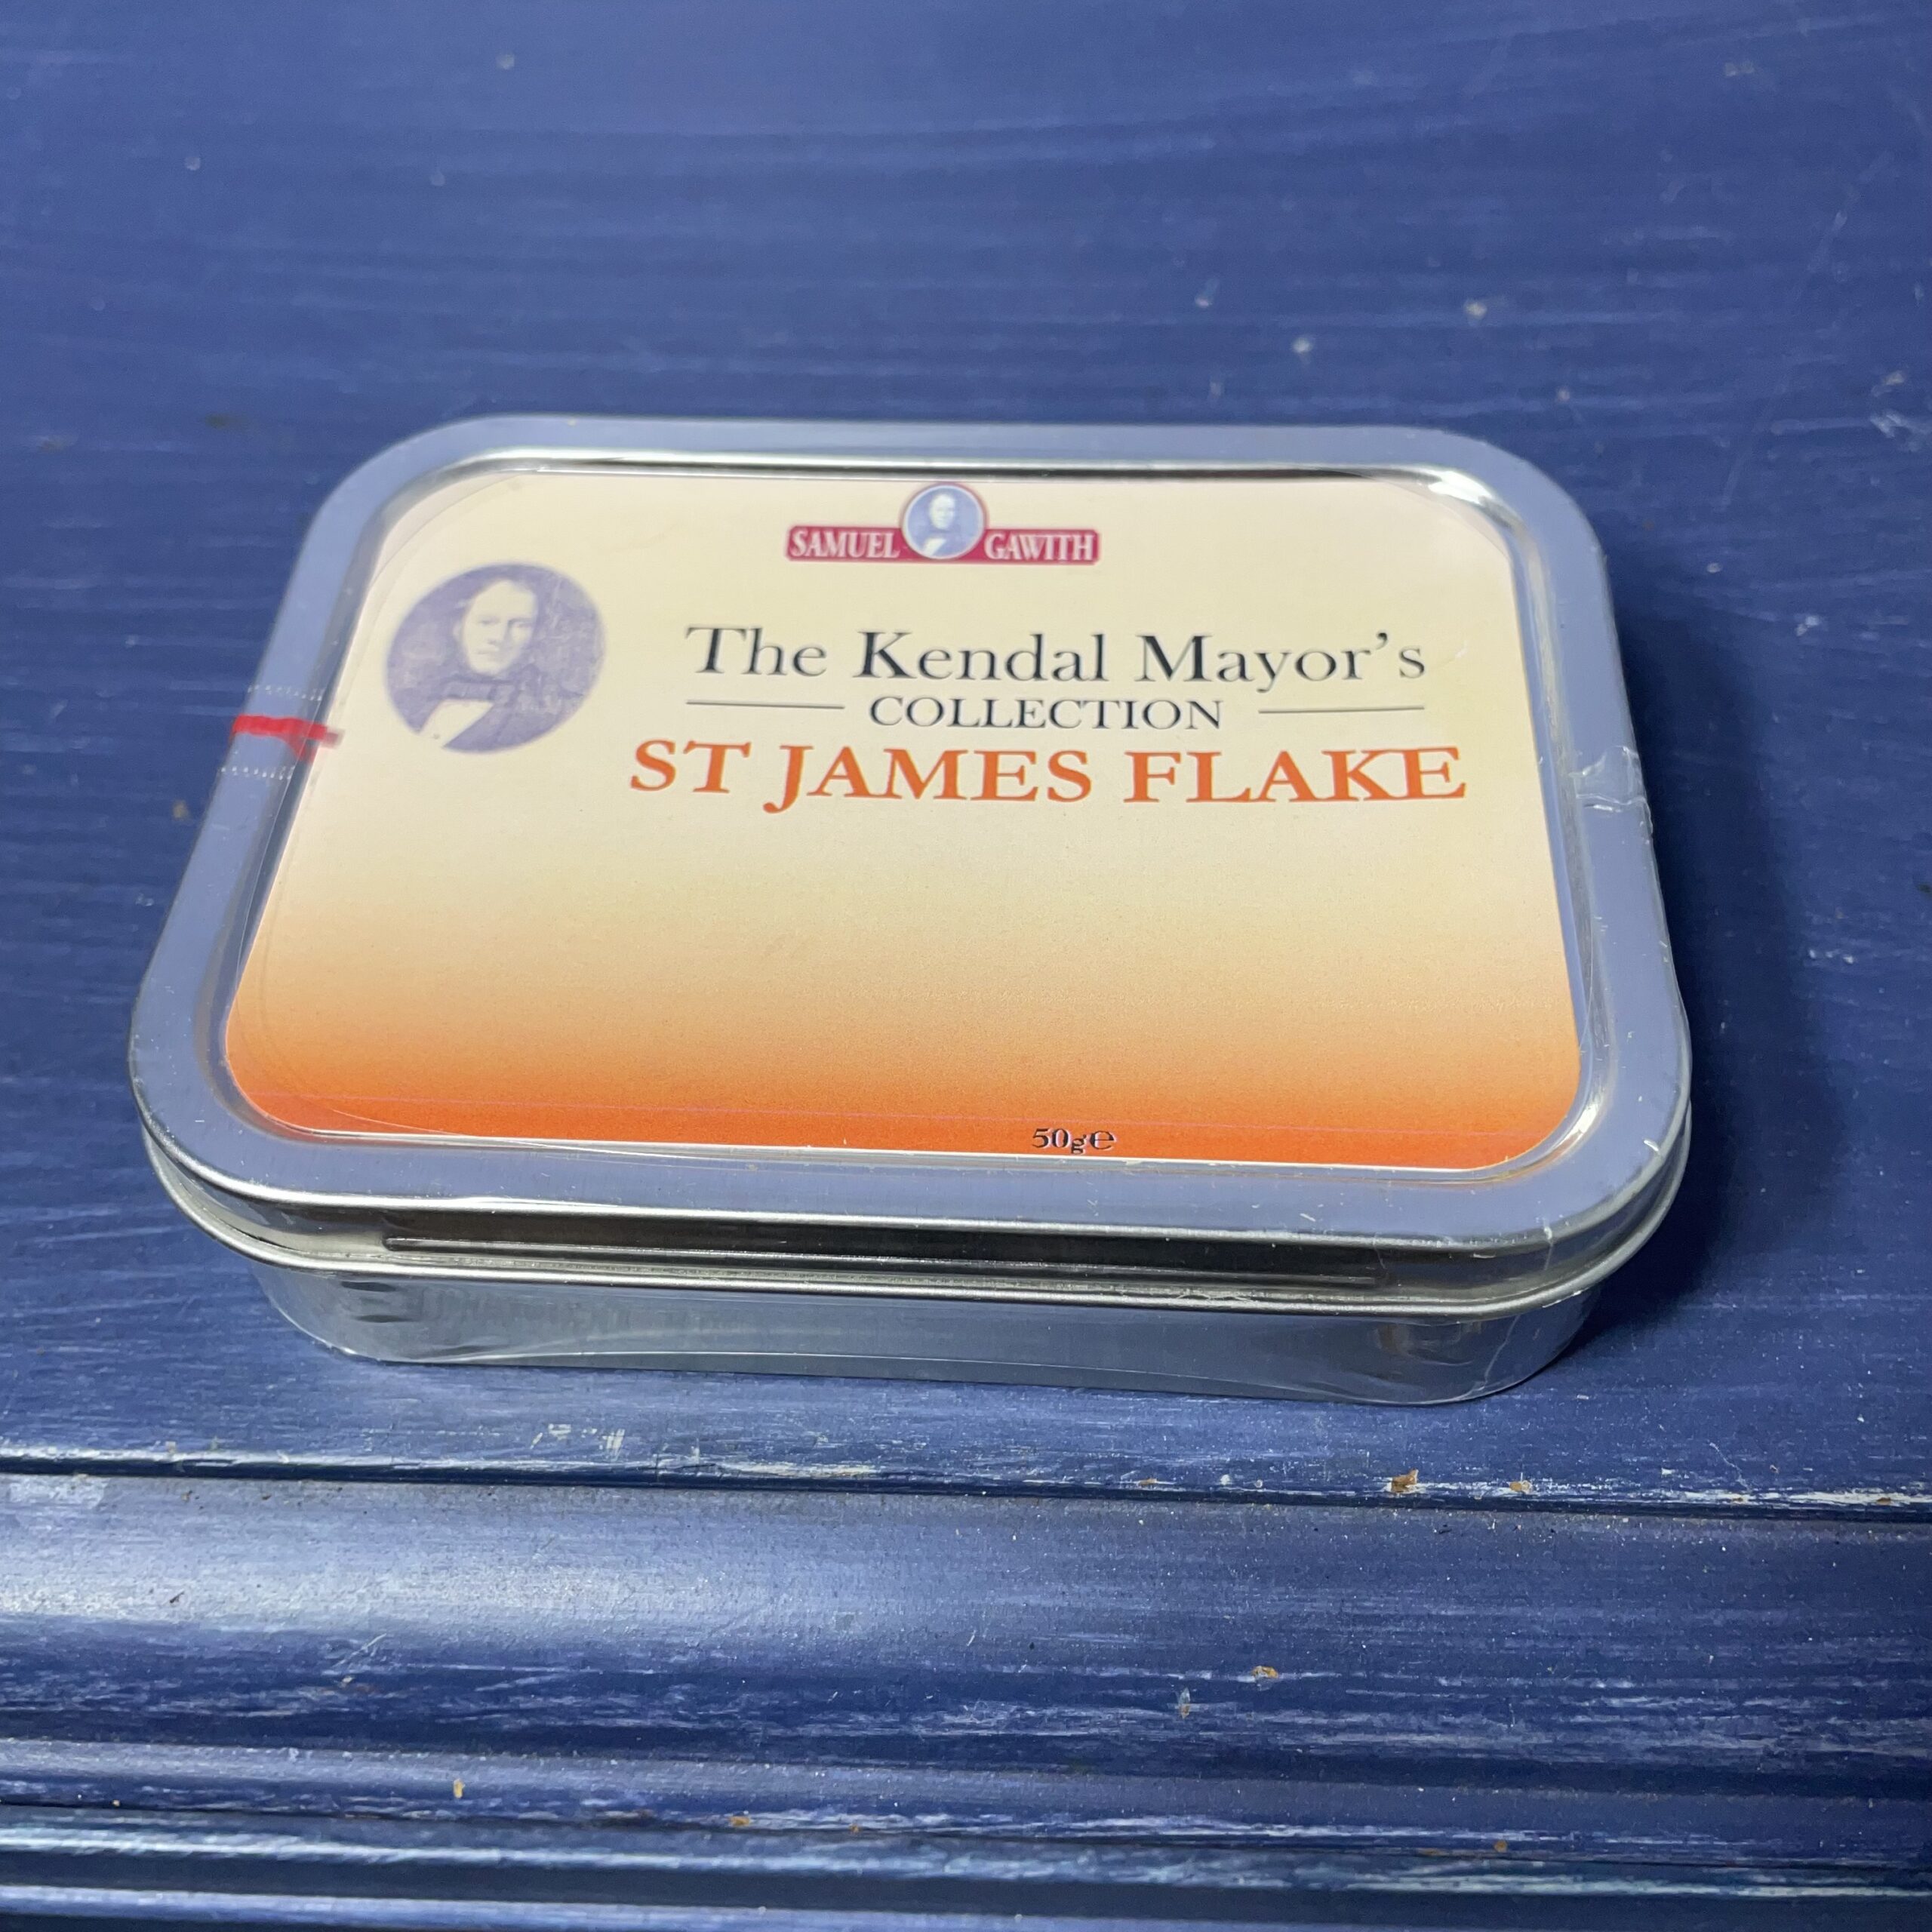 SAMUEL GAWITH
The Kendal Mayor's
COLLECTION
ST JAMES FLAKE
50g℮